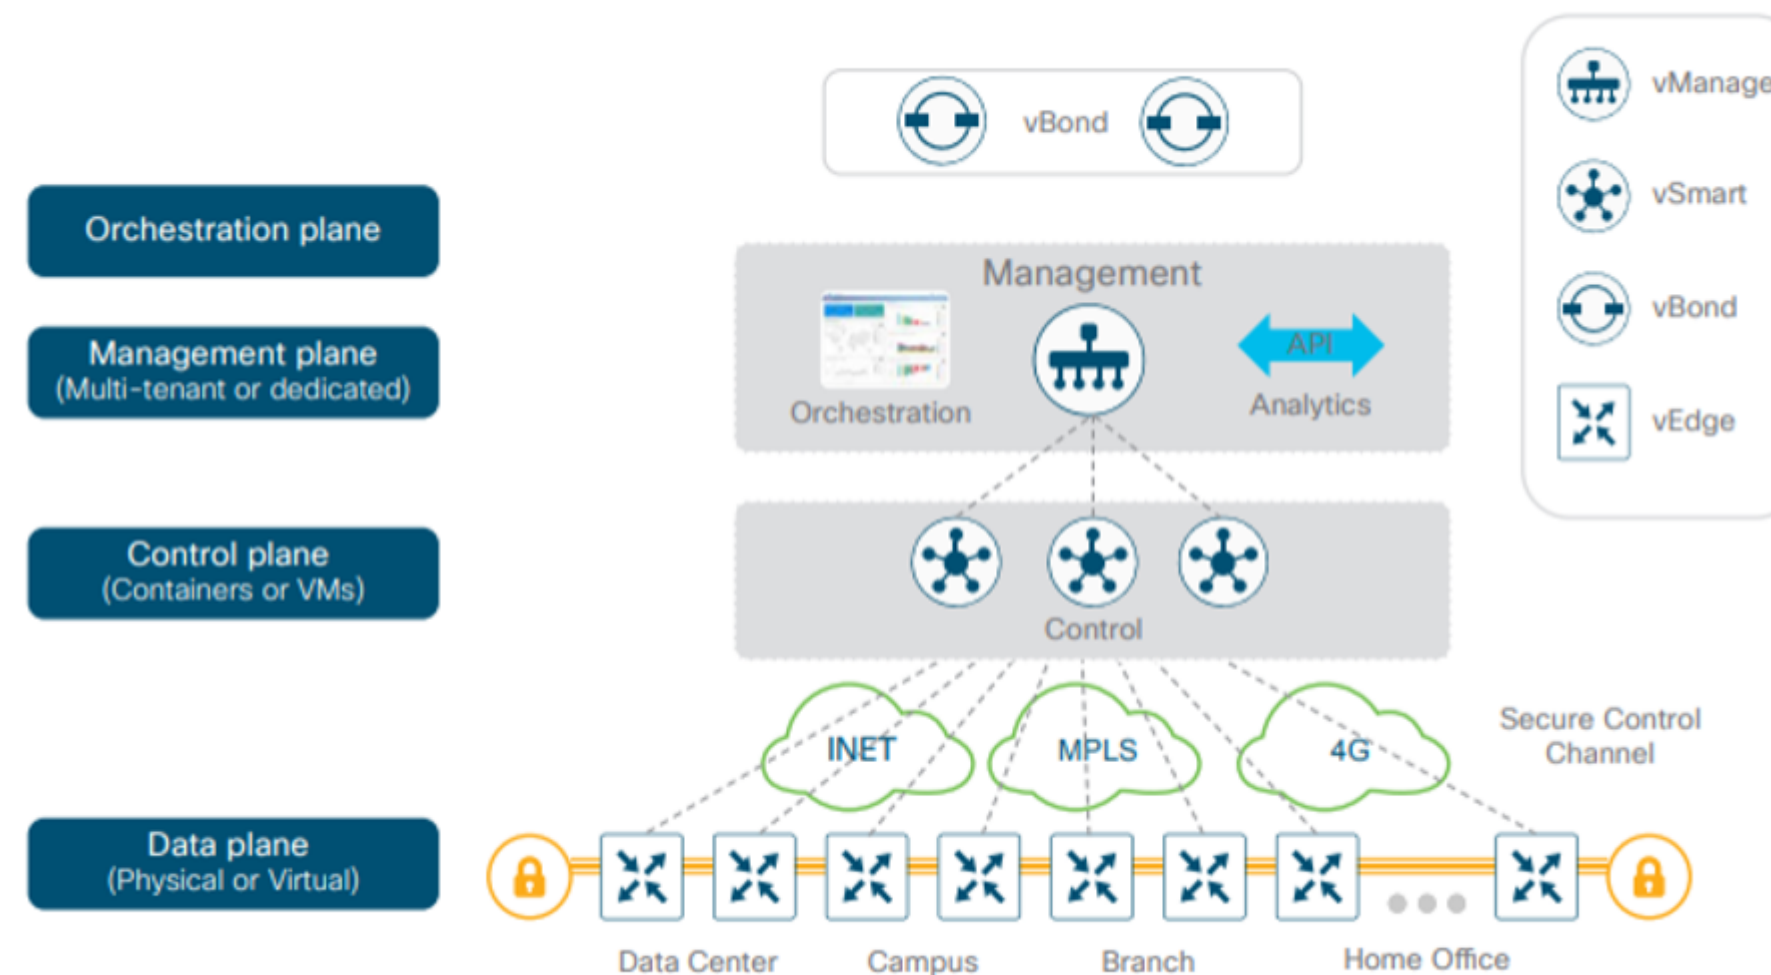 vBond
vManage
vSmart
vBond
vEdge
Orchestration plane
Management plane
(Multi-tenant or dedicated)
Control plane
(Containers or VMs)
Data plane
(Physical or Virtual)
Management
Orchestration
API
Analytics
Control
INET
MPLS
4G
Secure Control
Channel
Data Center
Campus
Branch
Home Office